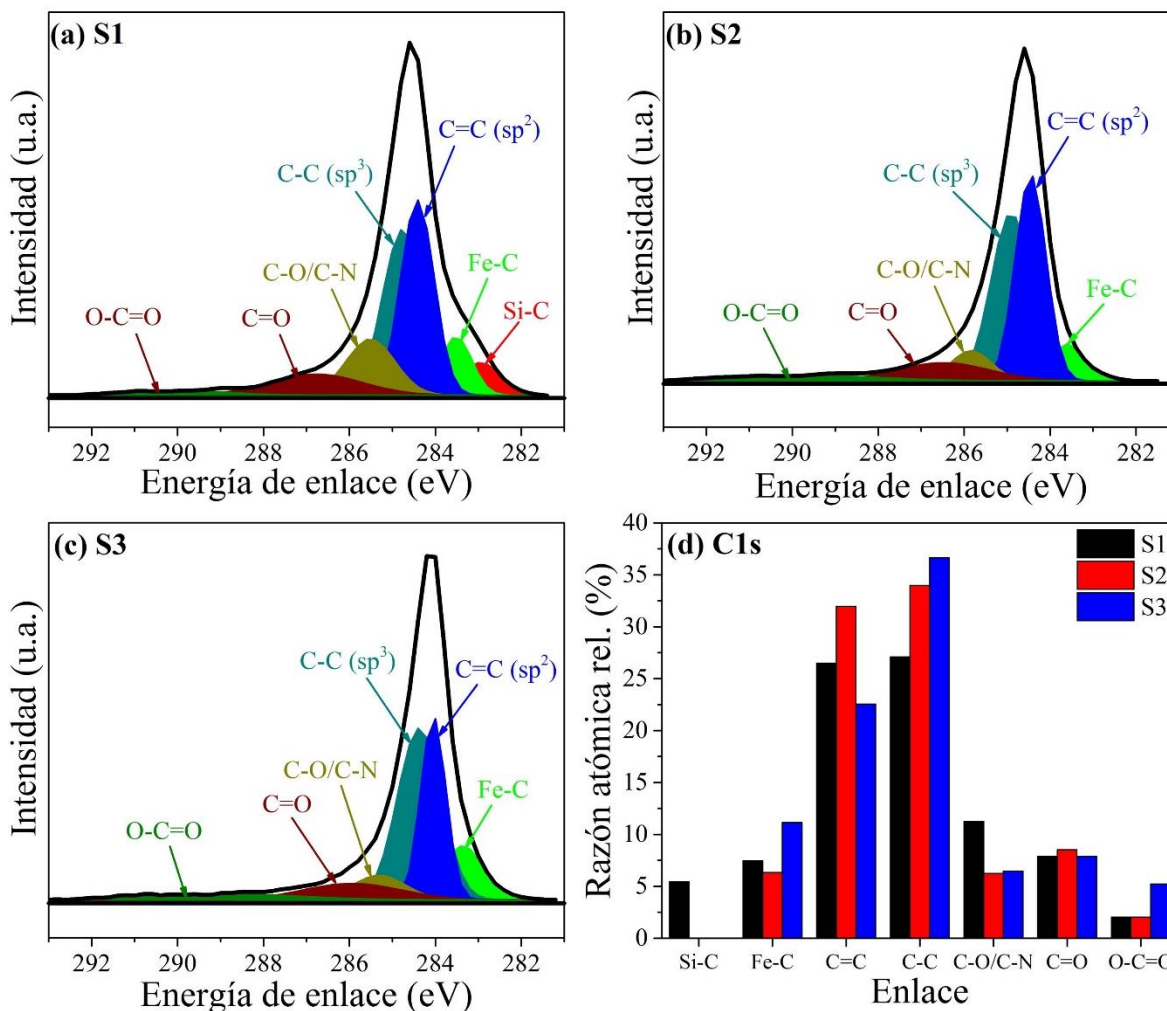 (a) S1
Intensidad (u.a.)
C=C (sp²)
C-C (sp³)
C-O/C-N
Fe-C
O-C=O
C=O
Si-C
292 290 288 286 284 282
Energía de enlace (eV)
(b) S2
Intensidad (u.a.)
C=C (sp²)
C-C (sp³)
C-O/C-N
Fe-C
O-C=O
C=O
292 290 288 286 284 282
Energía de enlace (eV)
(c) S3
Intensidad (u.a.)
C-C (sp³)
C=C (sp²)
C-O/C-N
Fe-C
C=O
O-C=O
292 290 288 286 284 282
Energía de enlace (eV)
(d) C1s
S1
S2
S3
Razón atómica rel. (%)
40
35
30
25
20
15
10
5
0
Si-C Fe-C C=C C-C C-O/C-N C=O O-C=O
Enlace